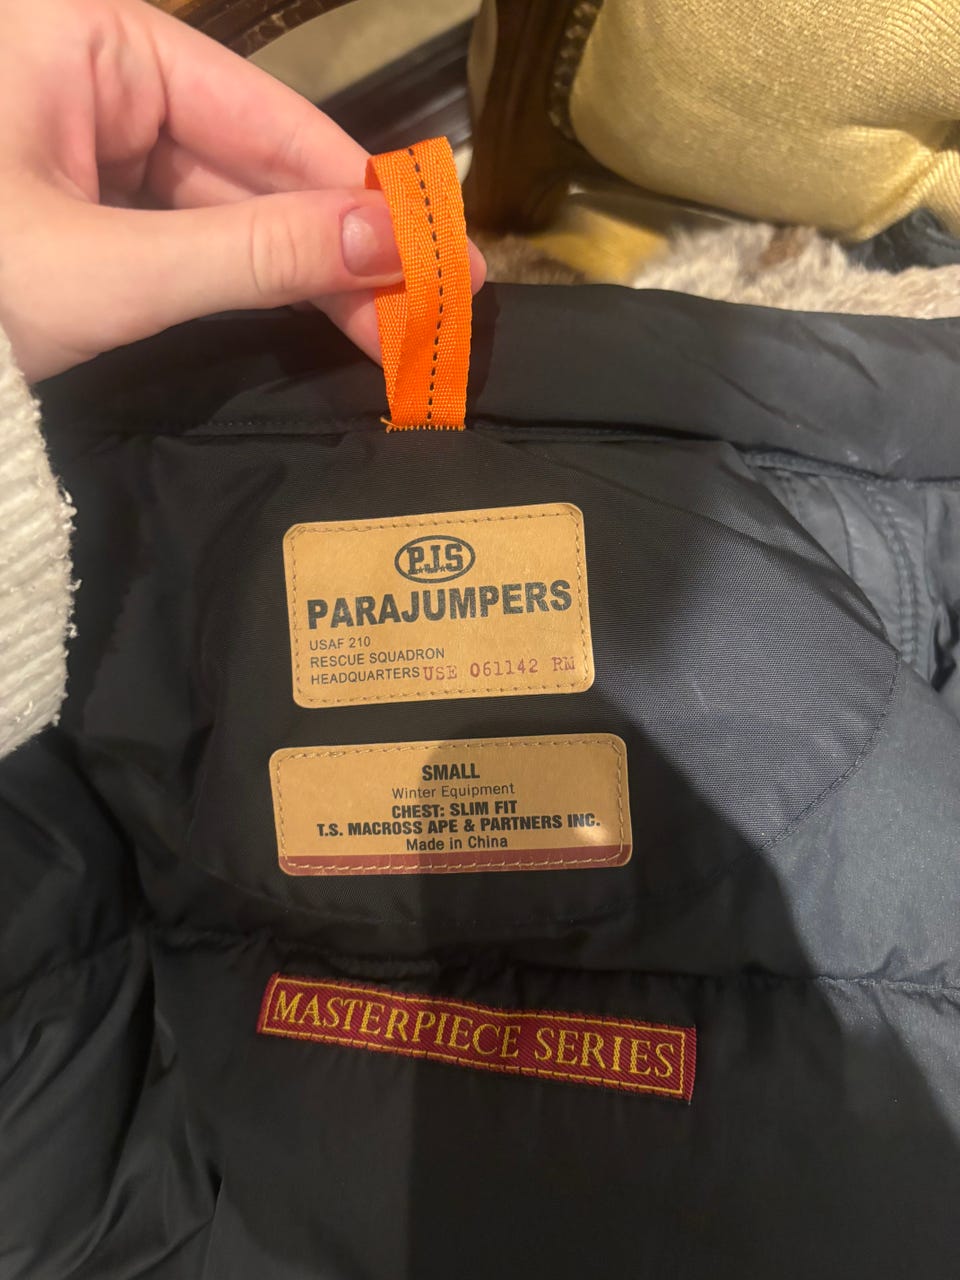 PJS
PARAJUMPERS
USAF 210
RESCUE SQUADRON
HEADQUARTERS USE 061142 RM
SMALL
Winter Equipment
CHEST: SLIM FIT
T.S. MACROSS APE & PARTNERS INC.
Made in China
MASTERPIECE SERIES